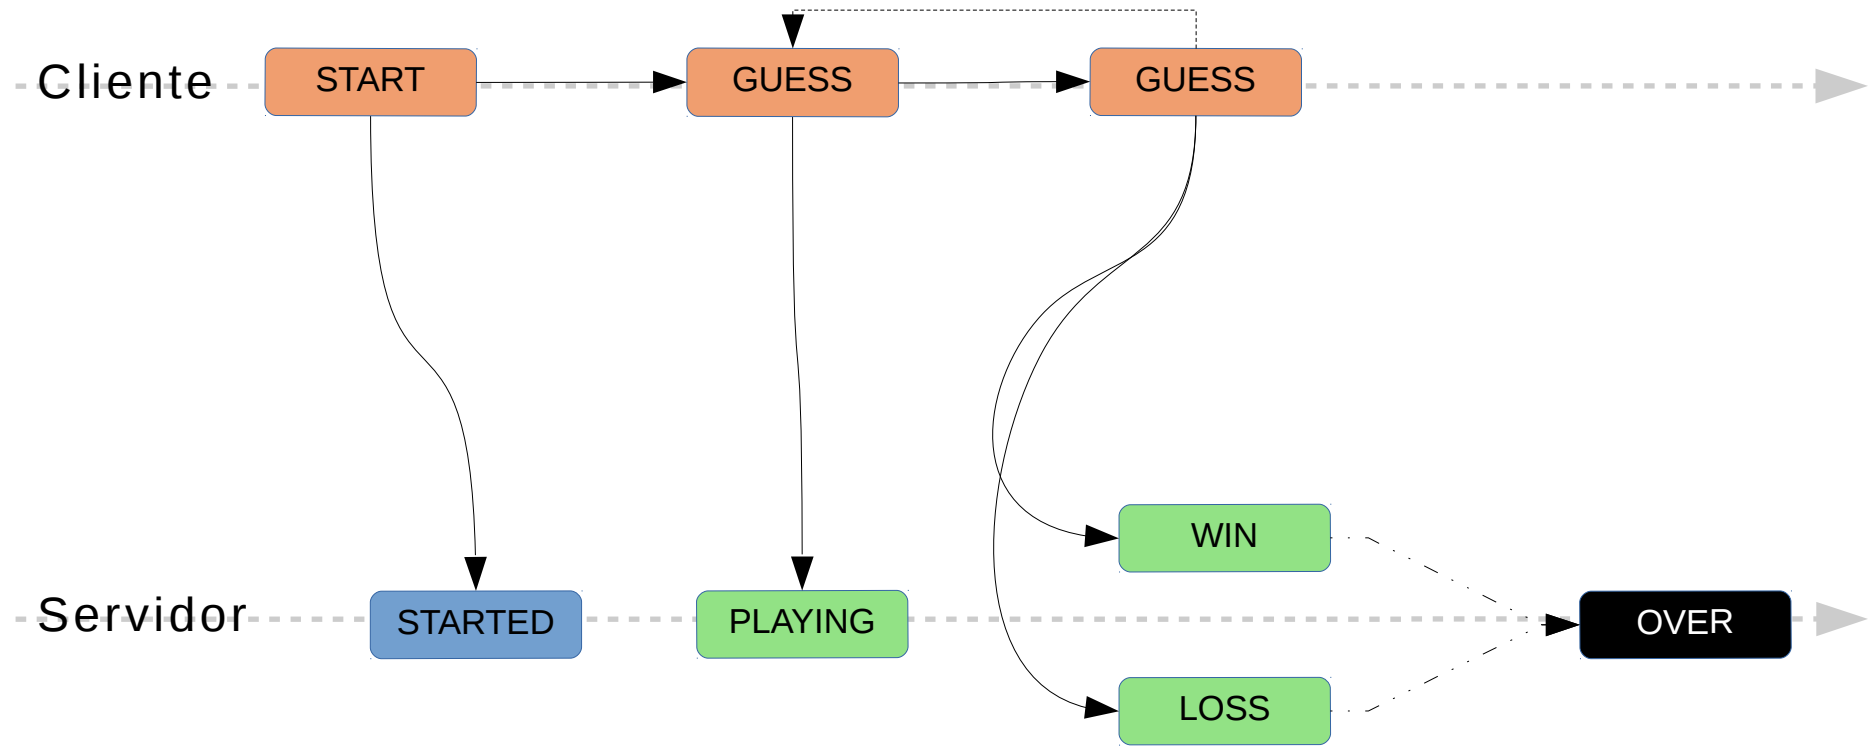 Cliente
START
GUESS
GUESS
WIN
Servidor
STARTED
PLAYING
OVER
LOSS